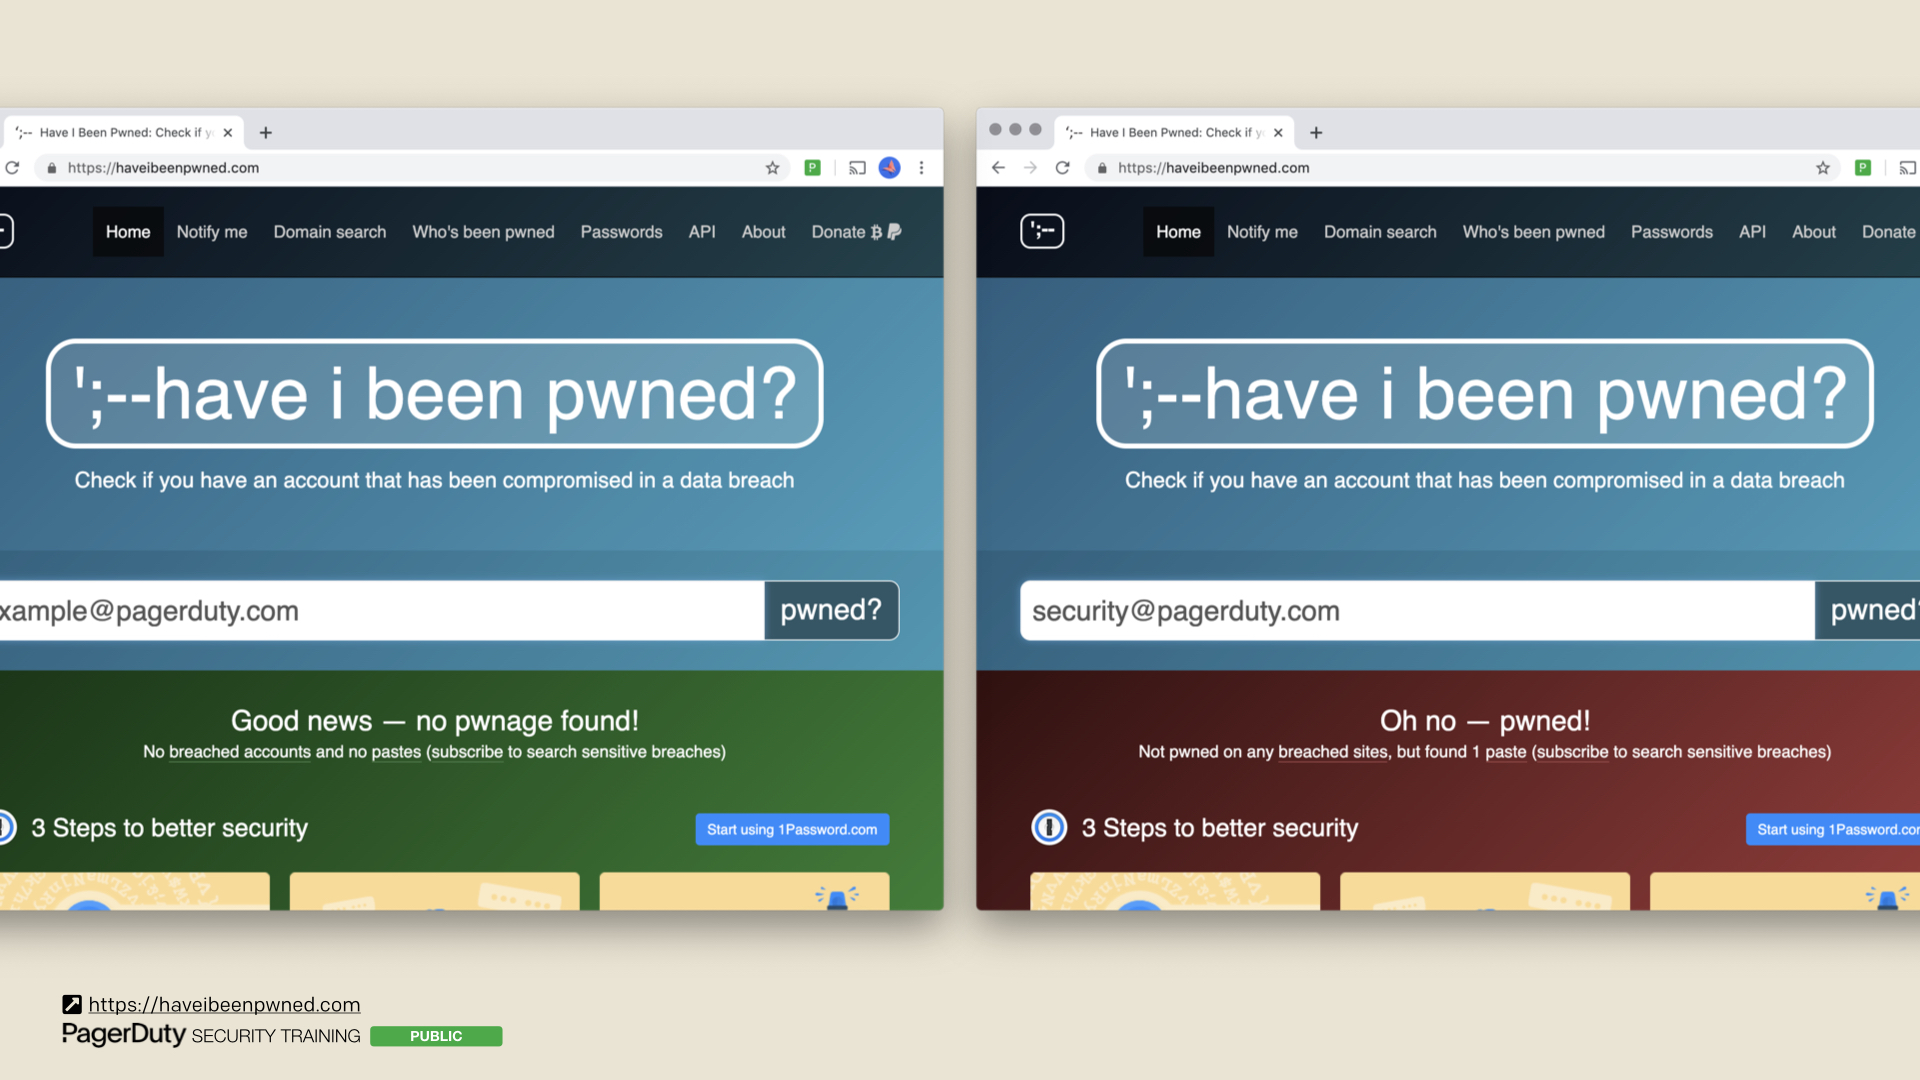 ';-- Have I Been Pwned: Check if y
https://haveibeenpwned.com
Home Notify me Domain search Who's been pwned Passwords API About Donate
';--have i been pwned?
Check if you have an account that has been compromised in a data breach
xample@pagerduty.com pwned?
Good news — no pwnage found!
No breached accounts and no pastes (subscribe to search sensitive breaches)
3 Steps to better security Start using 1Password.com
';-- Have I Been Pwned: Check if y
https://haveibeenpwned.com
';-- Home Notify me Domain search Who's been pwned Passwords API About Donate
';--have i been pwned?
Check if you have an account that has been compromised in a data breach
security@pagerduty.com pwned?
Oh no — pwned!
Not pwned on any breached sites, but found 1 paste (subscribe to search sensitive breaches)
3 Steps to better security Start using 1Password.com
https://haveibeenpwned.com
PagerDuty SECURITY TRAINING PUBLIC